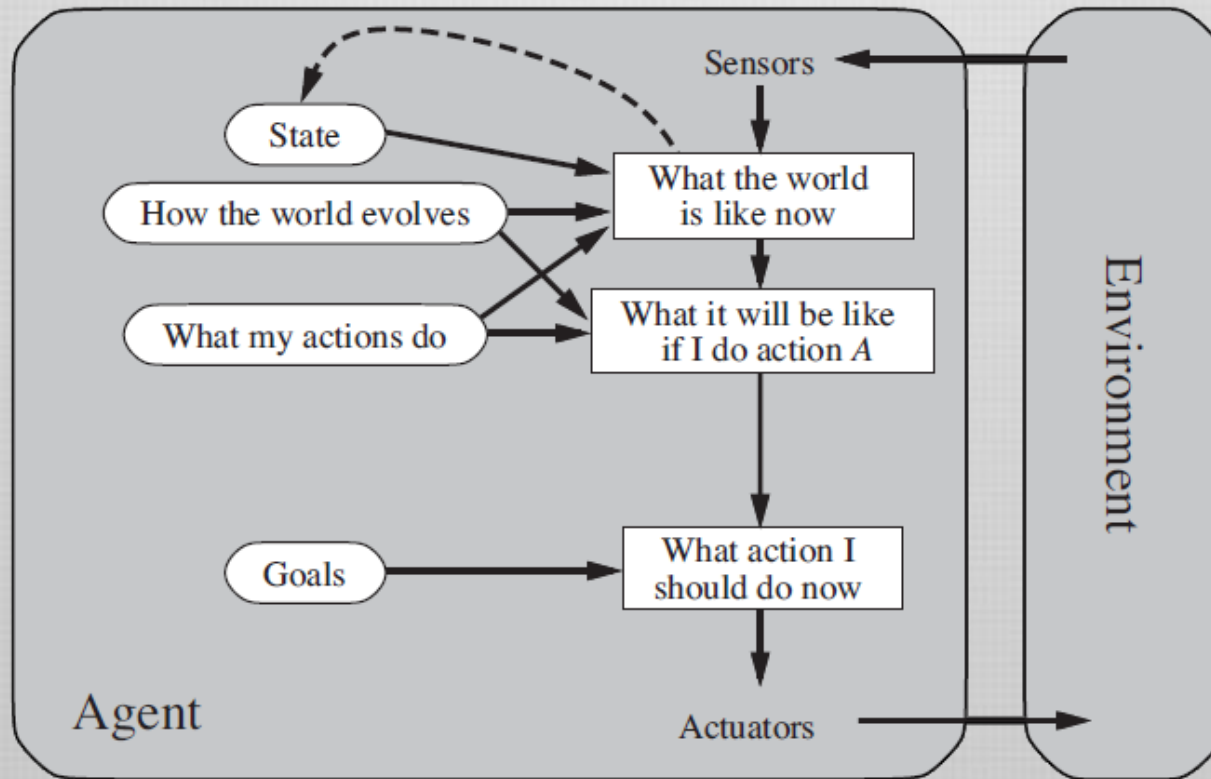 Sensors
State
What the world
is like now
How the world evolves
What my actions do
What it will be like
if I do action A
Environment
Goals
What action I
should do now
Agent
Actuators